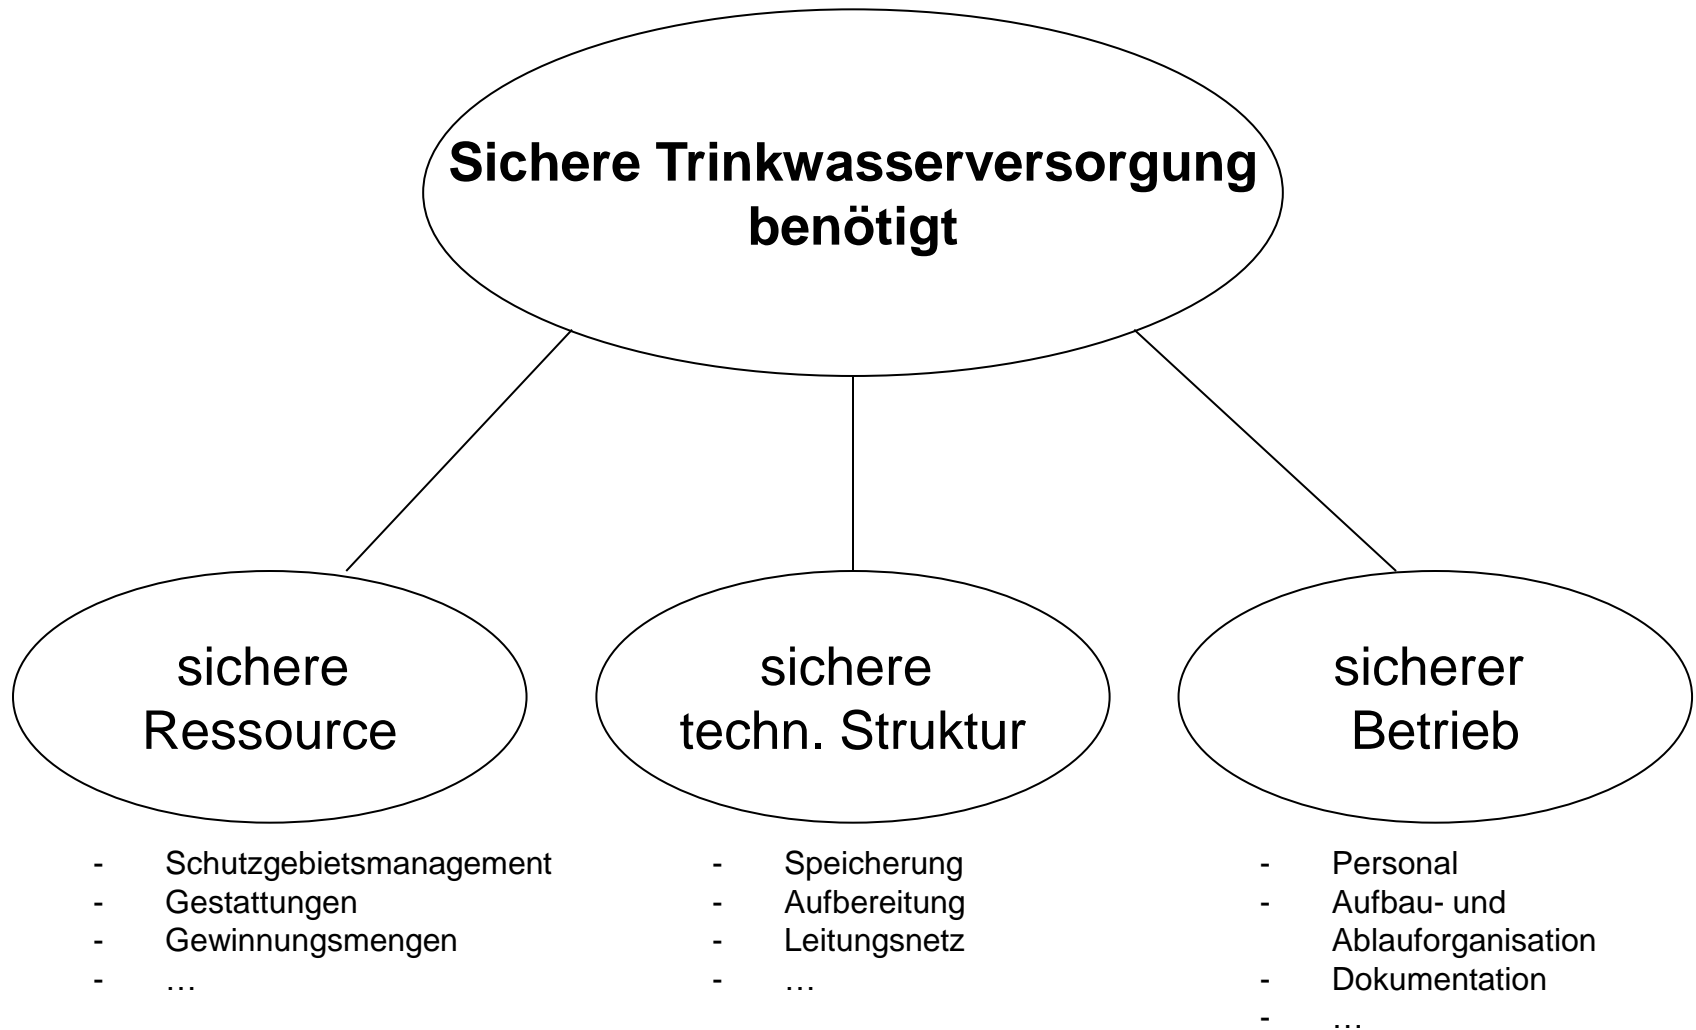 Sichere Trinkwasserversorgung
benötigt
sichere
Ressource
sichere
techn. Struktur
sicherer
Betrieb
- Schutzgebietsmanagement
- Gestattungen
- Gewinnungsmengen
- …
- Speicherung
- Aufbereitung
- Leitungsnetz
- …
- Personal
- Aufbau- und
Ablauforganisation
- Dokumentation
- …